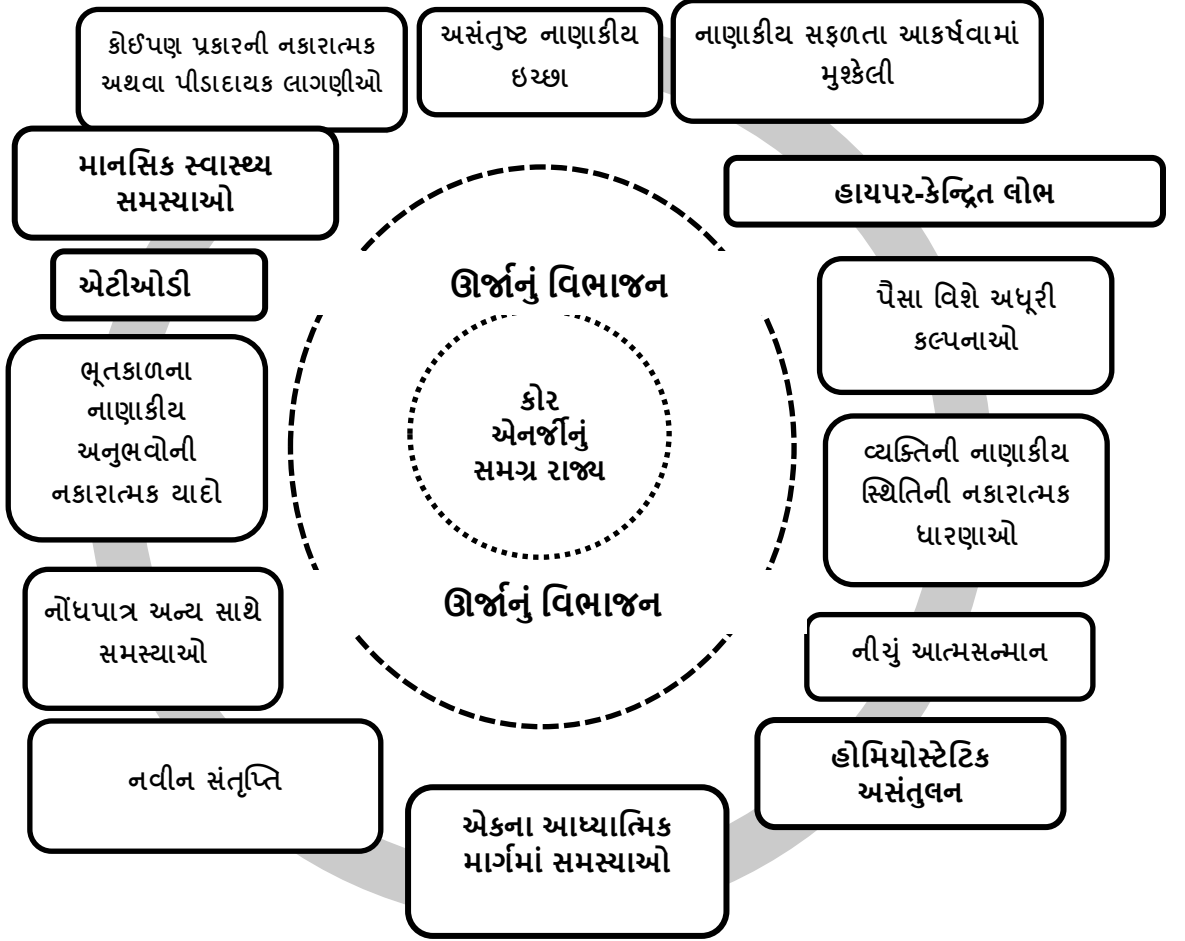 કોઈપણ પ્રકારની નકારાત્મક
અથવા પીડાદાયક લાગણીઓ
અસંતુષ્ટ નાણાકીય
ઇચ્છા
નાણાકીય સફળતા આકર્ષવામાં
મુશ્કેલી
માનસિક સ્વાસ્થ્ય
સમસ્યાઓ
હાયપર-કેન્દ્રિત લોભ
એટીઓડી
ઊર્જાનું વિભાજન
પૈસા વિશે અધૂરી
કલ્પનાઓ
ભૂતકાળના
નાણાકીય
અનુભવોની
નકારાત્મક યાદો
કોર
એનર્જીનું
સમગ્ર રાજ્ય
વ્યક્તિની નાણાકીય
સ્થિતિની નકારાત્મક
ધારણાઓ
નોંધપાત્ર અન્ય સાથે
સમસ્યાઓ
ઊર્જાનું વિભાજન
નીચું આત્મસન્માન
નવીન સંતૃપ્તિ
હોમિયોસ્ટેટિક
અસંતુલન
એકના આધ્યાત્મિક
માર્ગમાં સમસ્યાઓ